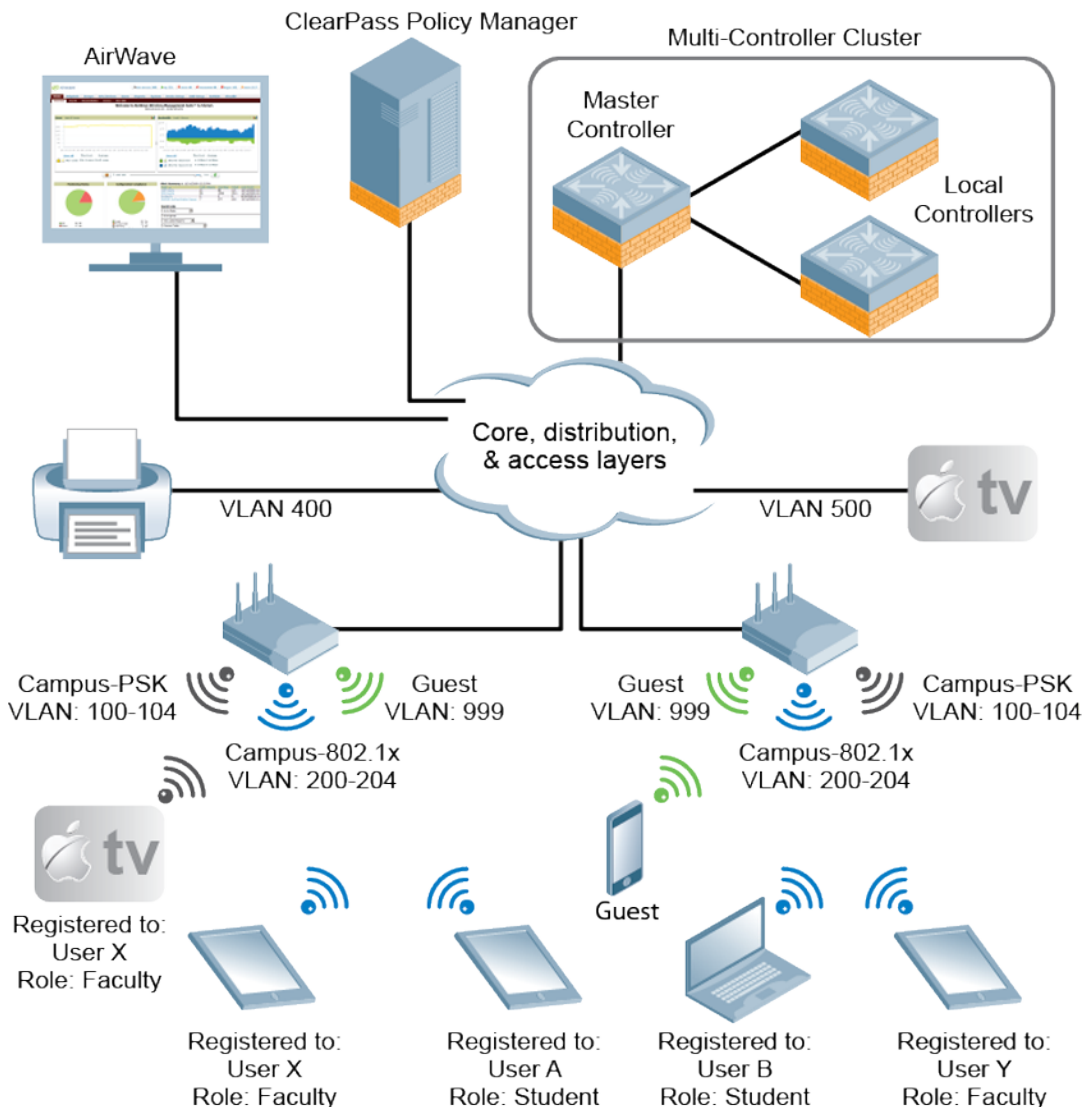 ClearPass Policy Manager
AirWave
Multi-Controller Cluster
Master
Controller
Local
Controllers
Core, distribution,
& access layers
VLAN 400
VLAN 500
tv
Campus-PSK
VLAN: 100-104
Guest
VLAN: 999
Guest
VLAN: 999
Campus-PSK
VLAN: 100-104
Campus-802.1x
VLAN: 200-204
Campus-802.1x
VLAN: 200-204
tv
Registered to:
User X
Role: Faculty
Guest
Registered to:
User X
Role: Faculty
Registered to:
User A
Role: Student
Registered to:
User B
Role: Student
Registered to:
User Y
Role: Faculty